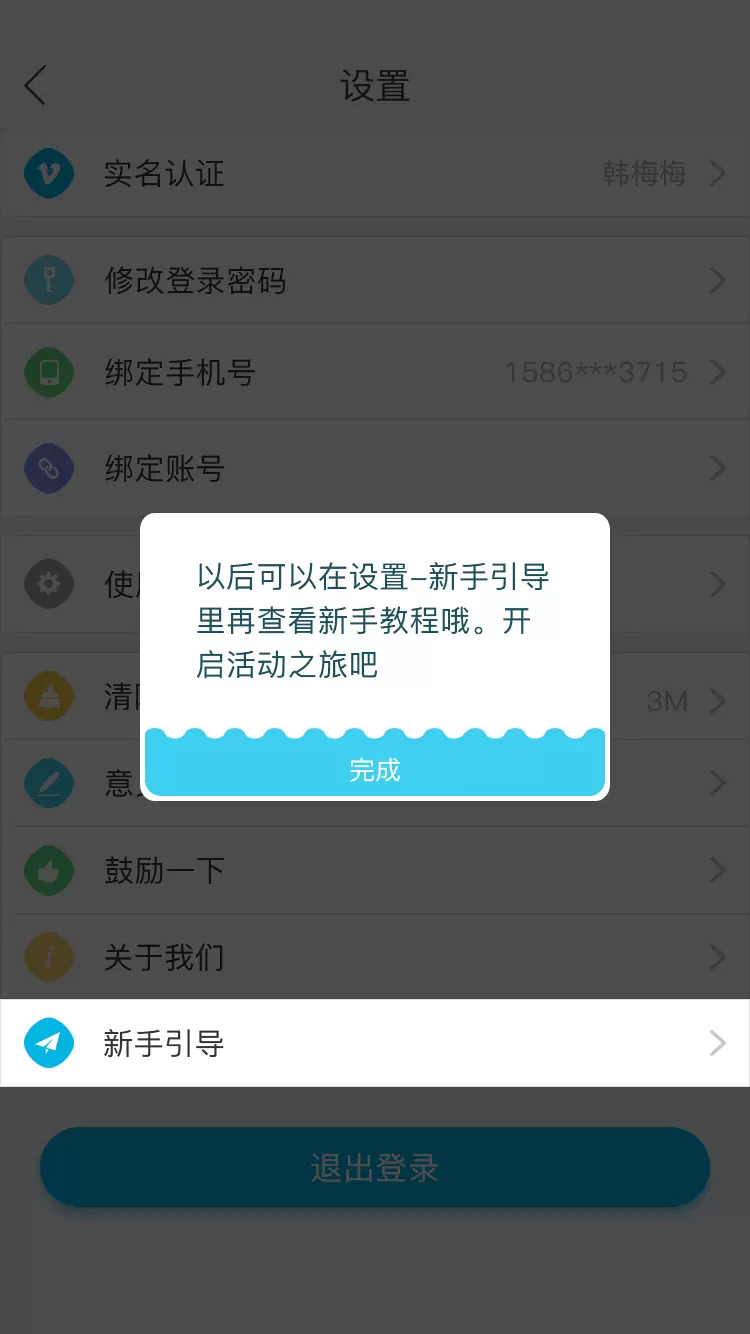 设置
实名认证 韩梅梅
修改登录密码
绑定手机号 1586***3715
绑定账号
以后可以在设置-新手引导
里再查看新手教程哦。开
启活动之旅吧
完成
使
清 3M
意
鼓励一下
关于我们
新手引导
退出登录